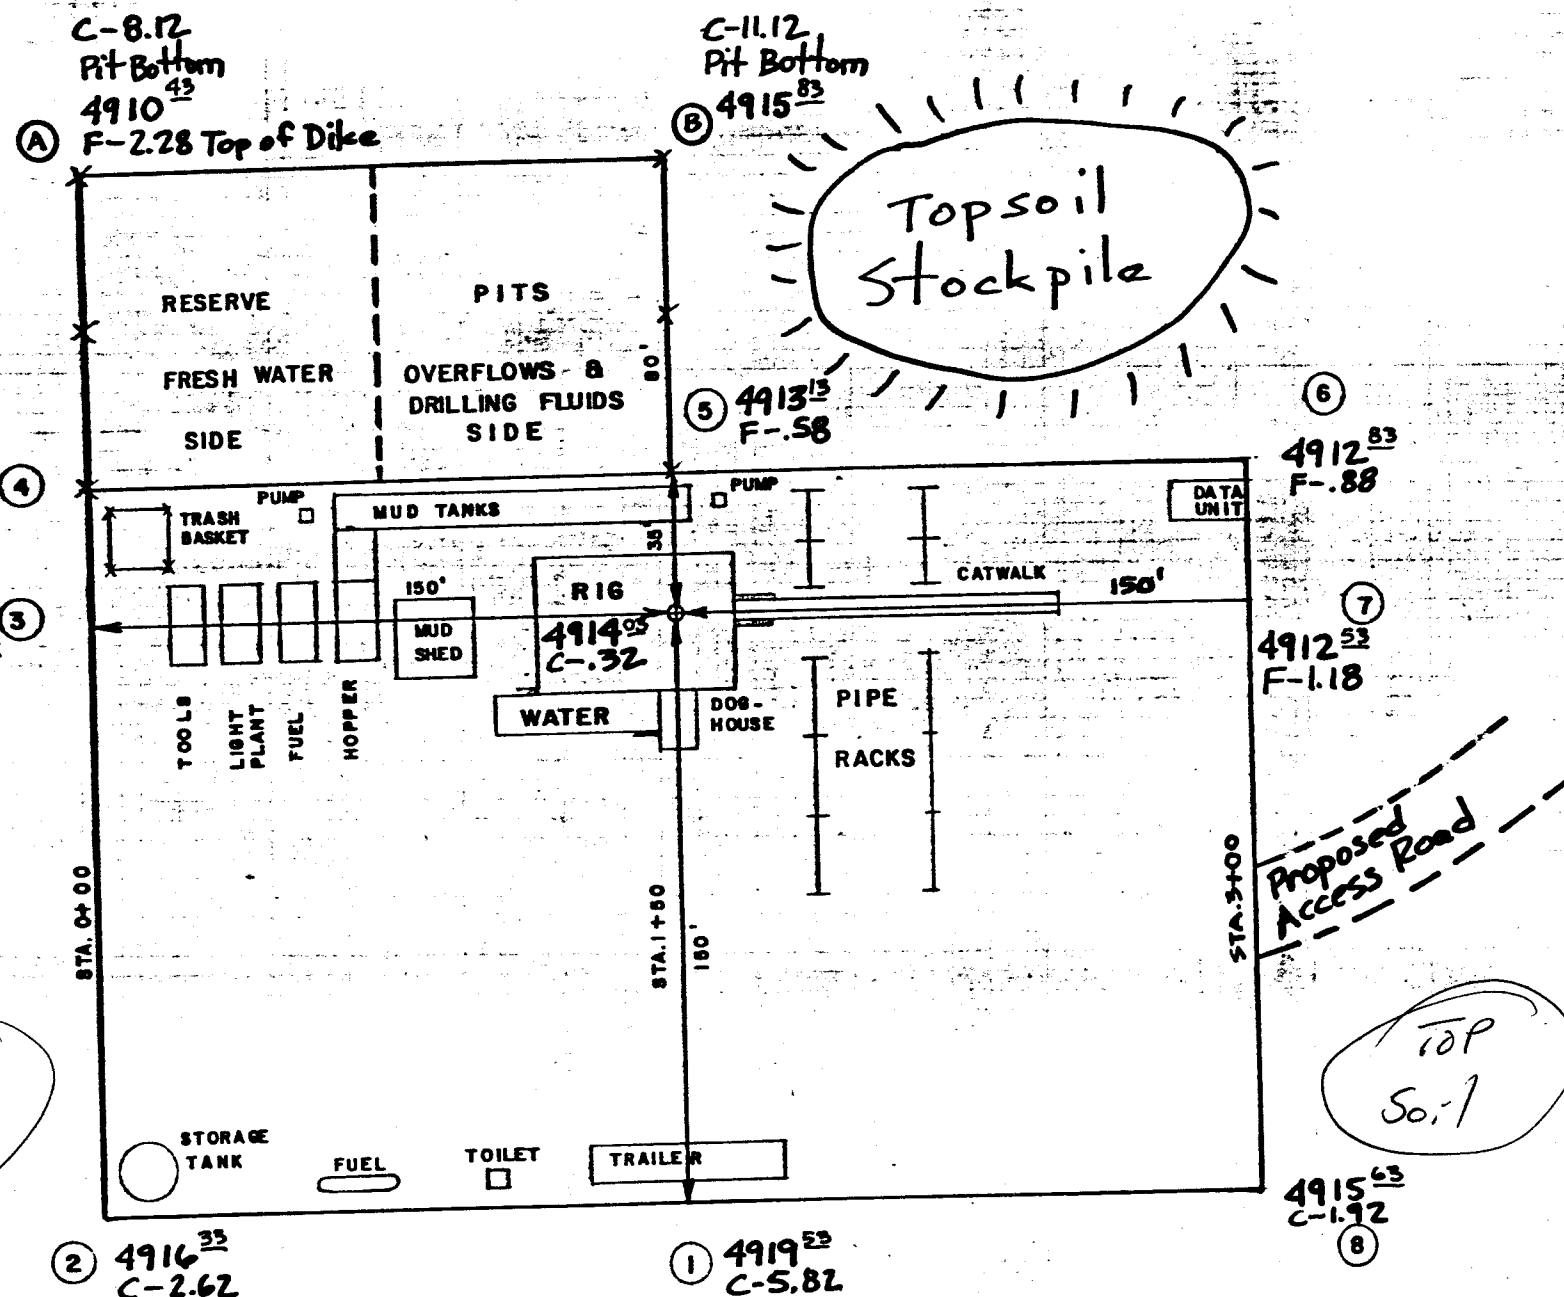 C-8.12
Pit Bottom
4910 43
A F-2.28 Top of Dike
C-11.12
Pit Bottom
B 4915 83
Topsoil
Stockpile
RESERVE
PITS
FRESH WATER
SIDE
OVERFLOWS &
DRILLING FLUIDS
SIDE
80'
5 4913 13
F-.58
6
4912 83
F-.88
4
PUMP
TRASH
BASKET
MUD TANKS
PUMP
DATA
UNIT
35'
3
150'
RIG
CATWALK
150'
7
MUD
SHED
4914 03
C-.32
4912 53
F-1.18
TOOLS
LIGHT
PLANT
FUEL
HOPPER
WATER
DOG-
HOUSE
PIPE
RACKS
STA. 0+00
STA. 1+50
150'
STA. 3+00
Proposed
Access Road
TOP
Soil
STORAGE
TANK
FUEL
TOILET
TRAILER
4915 63
C-1.92
8
2 4916 33
C-2.62
1 4919 53
C-5.82